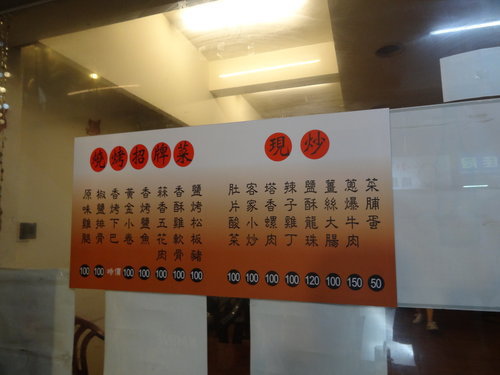 現炒
菜脯蛋 50
蔥爆牛肉 150
薑絲大腸 100
鹽酥龍珠 120
辣子雞丁 100
塔香螺肉 100
客家小炒 100
肚片酸菜 100
燒烤招牌菜
鹽烤松板豬 100
香酥雞軟骨 100
蒜香五花肉 100
香烤鹽魚 100
黃金小卷 100
香烤下巴 時價
椒鹽排骨 100
原味雞腿 100